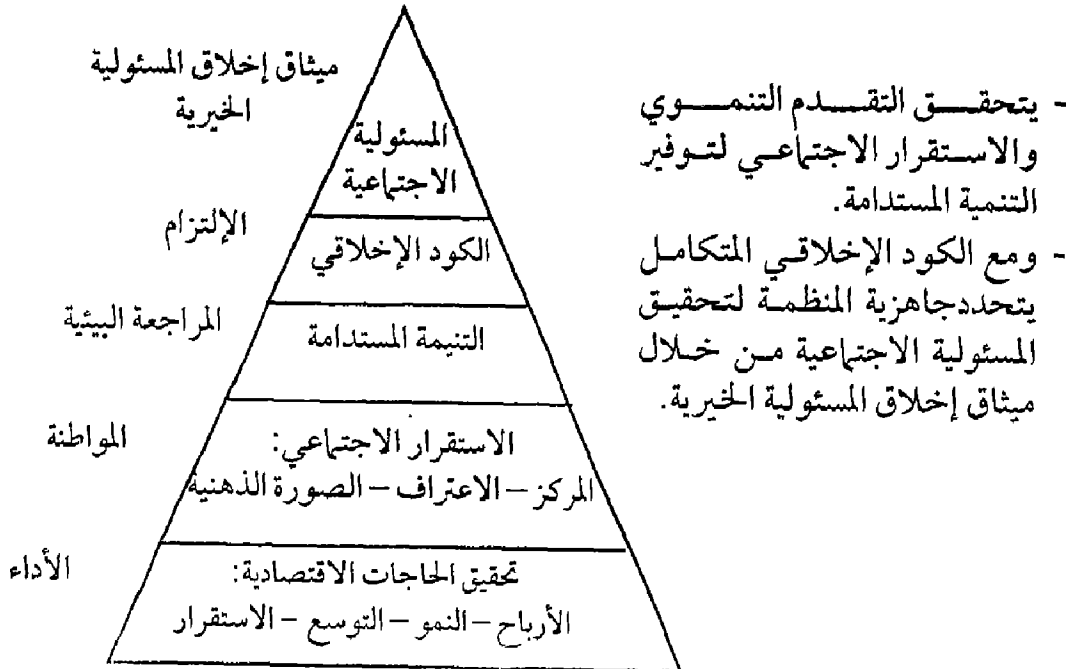 - يتحقق التقدم التنموي
والاستقرار الاجتماعي لتوفير
التنمية المستدامة.
- ومع الكود الإخلاقي المتكامل
يتحدد جاهزية المنظمة لتحقيق
المسئولية الاجتماعية من خلال
ميثاق إخلاق المسئولية الخيرية.
ميثاق إخلاق المسئولية
الخيرية
المسئولية
الاجتماعية
الإلتزام
الكود الإخلاقي
المراجعة البيئية
التنيمة المستدامة
المواطنة
الاستقرار الاجتماعي:
المركز – الاعتراف – الصورة الذهنية
الأداء
تحقيق الحاجات الاقتصادية:
الأرباح – النمو – التوسع – الاستقرار